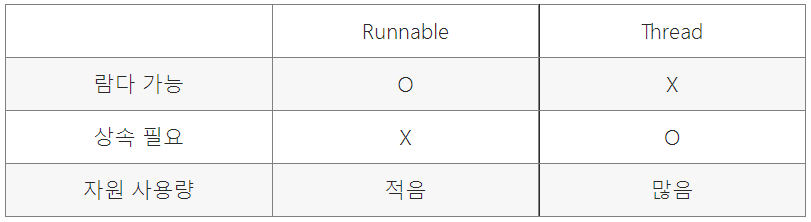 Runnable Thread
람다 가능 O X
상속 필요 X O
자원 사용량 적음 많음